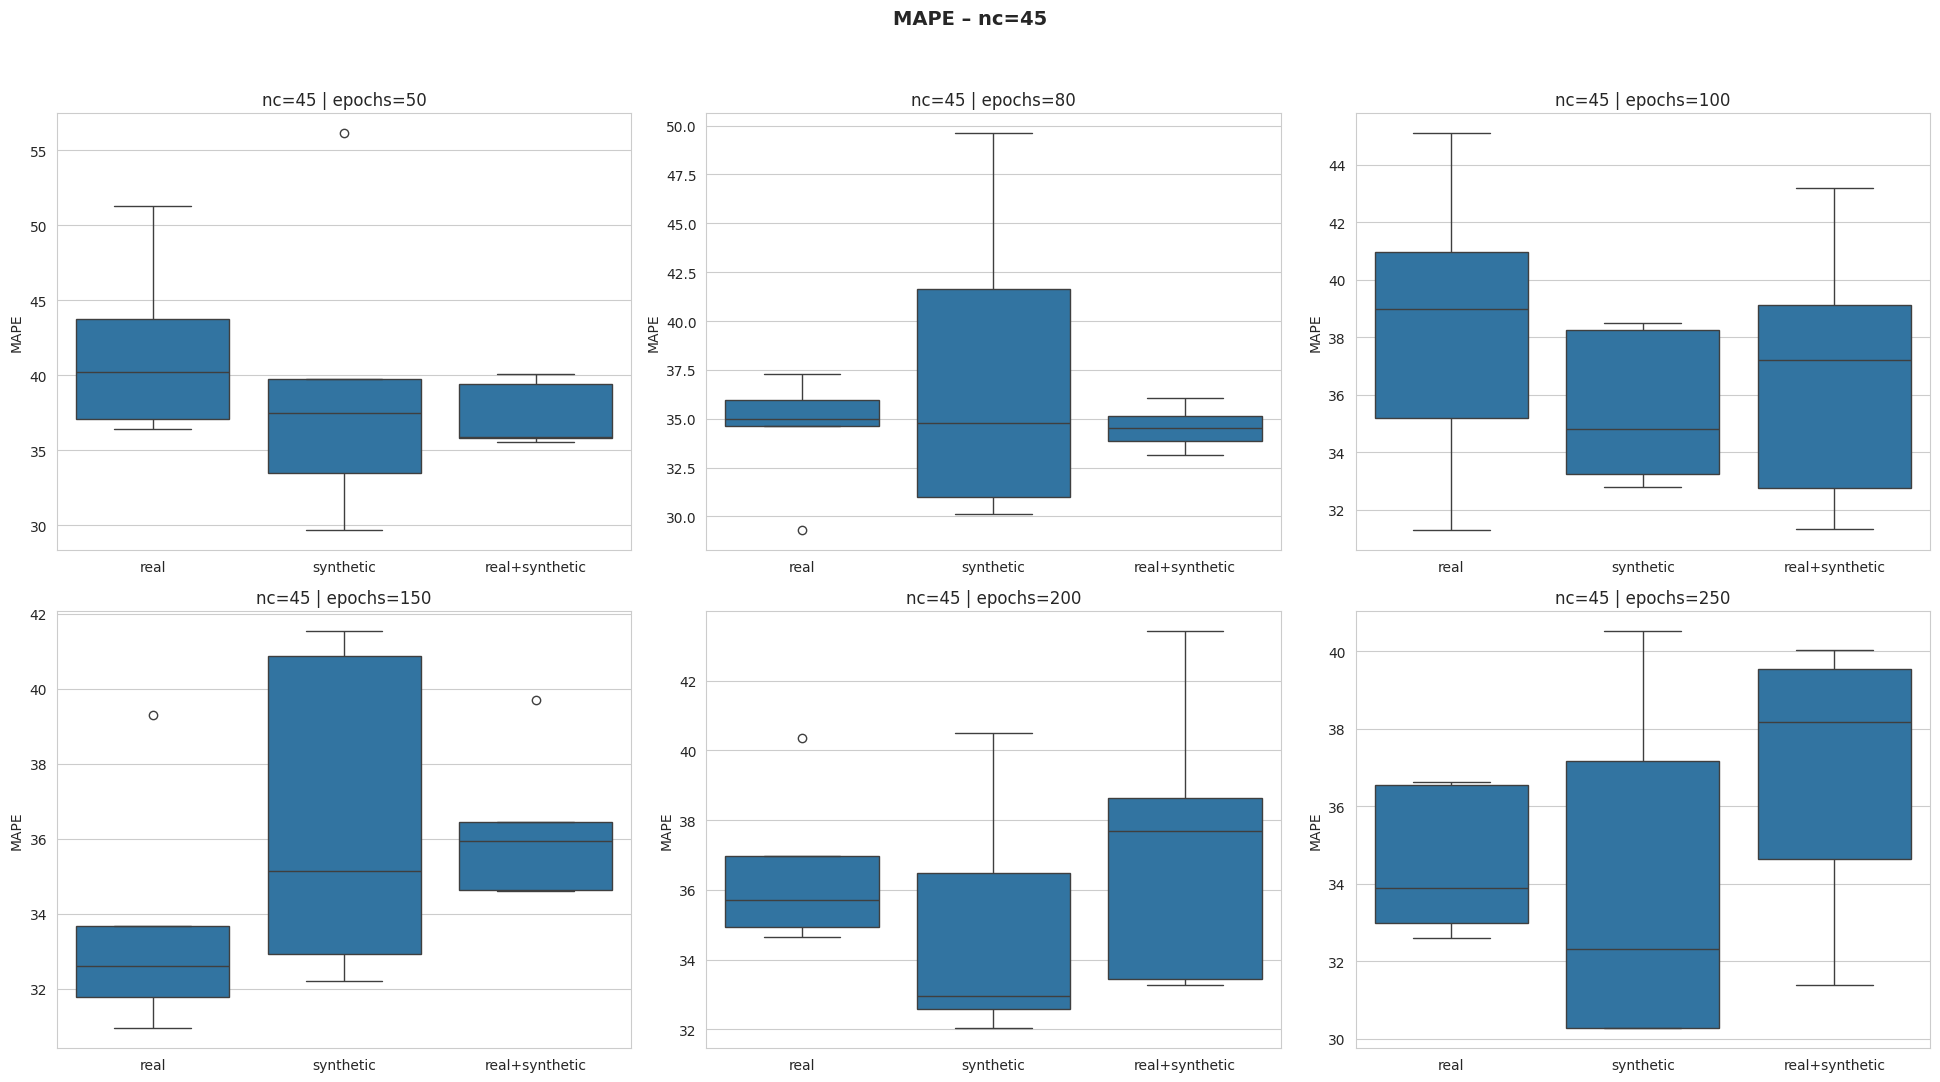 MAPE – nc=45
nc=45 | epochs=50
MAPE
55
50
45
40
35
30
real synthetic real+synthetic
nc=45 | epochs=80
MAPE
50.0
47.5
45.0
42.5
40.0
37.5
35.0
32.5
30.0
real synthetic real+synthetic
nc=45 | epochs=100
MAPE
44
42
40
38
36
34
32
real synthetic real+synthetic
nc=45 | epochs=150
MAPE
42
40
38
36
34
32
real synthetic real+synthetic
nc=45 | epochs=200
MAPE
42
40
38
36
34
32
real synthetic real+synthetic
nc=45 | epochs=250
MAPE
40
38
36
34
32
30
real synthetic real+synthetic